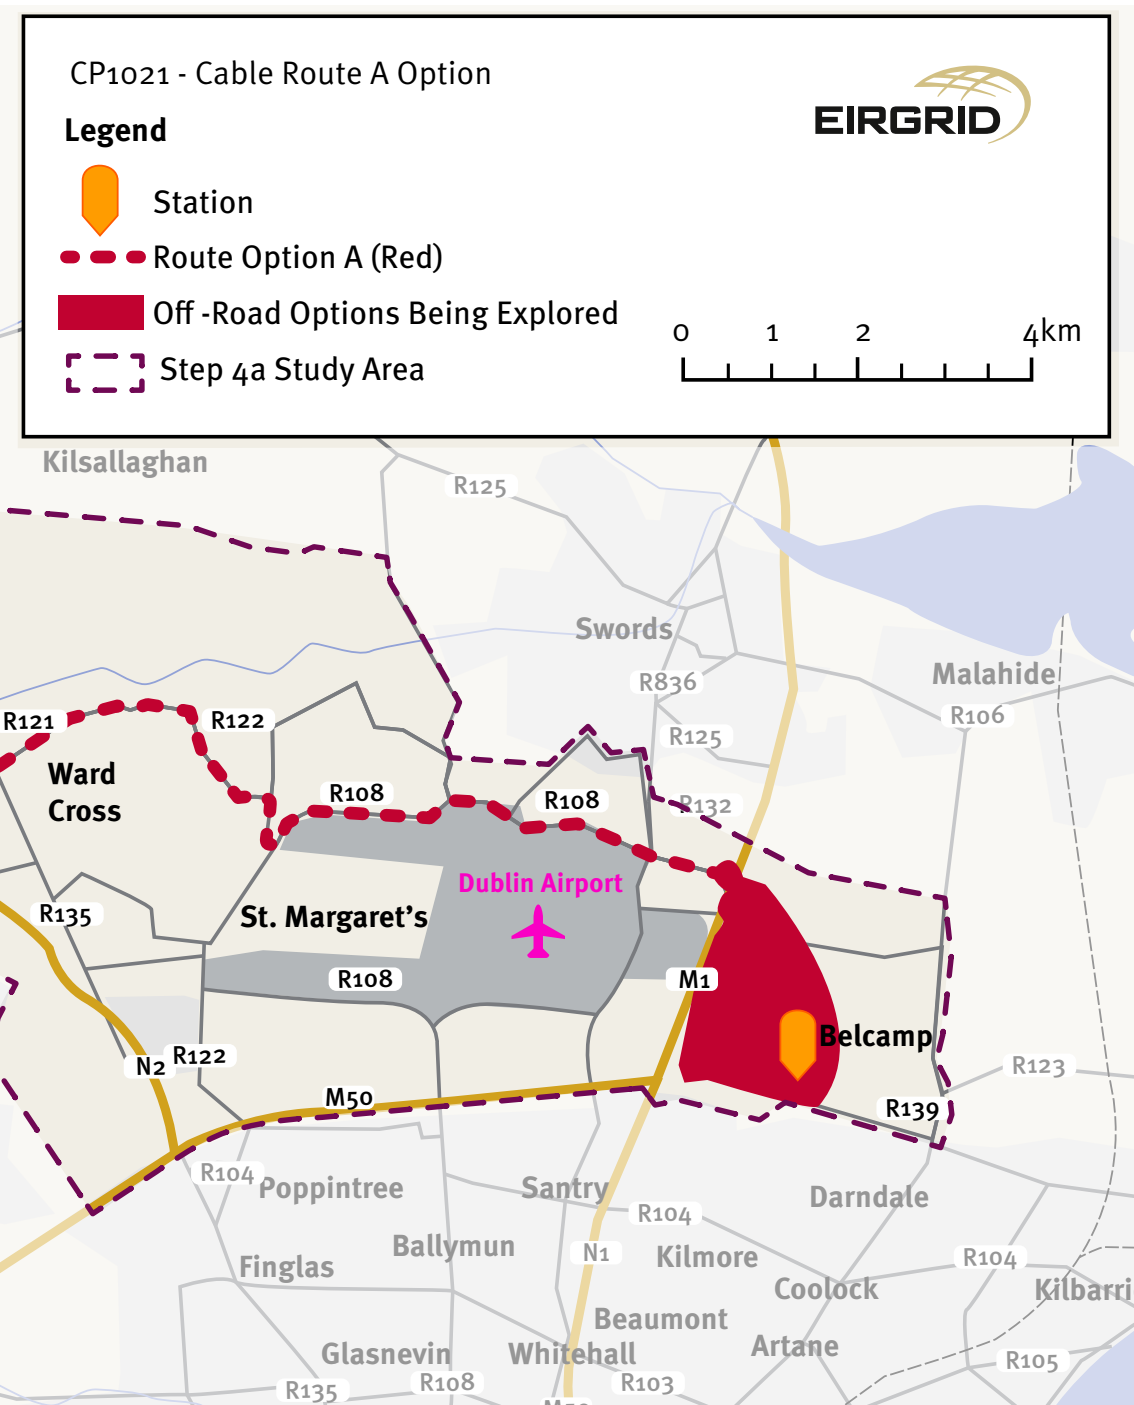 CP1021 - Cable Route A Option
EIRGRID
Legend
Station
Route Option A (Red)
Off -Road Options Being Explored
Step 4a Study Area
0 1 2 4km
Kilsallaghan
R125
Swords
Malahide
R836
R106
R121
R122
R125
Ward
Cross
R108
R108
R132
Dublin Airport
R135
St. Margaret's
R108
M1
Belcamp
N2
R122
R123
M50
R139
R104
Poppintree
Santry
Darndale
R104
Ballymun
N1
Kilmore
R104
Finglas
Coolock
Kilbarri
Beaumont
Glasnevin
Whitehall
Artane
R105
R135
R108
R103